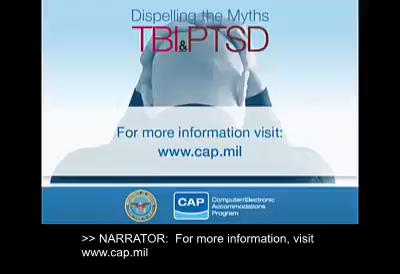 Dispelling the Myths
TBI&PTSD
For more information visit:
www.cap.mil
CAP
Computer/Electronic
Accommodations
Program
>> NARRATOR:  For more information, visit
www.cap.mil